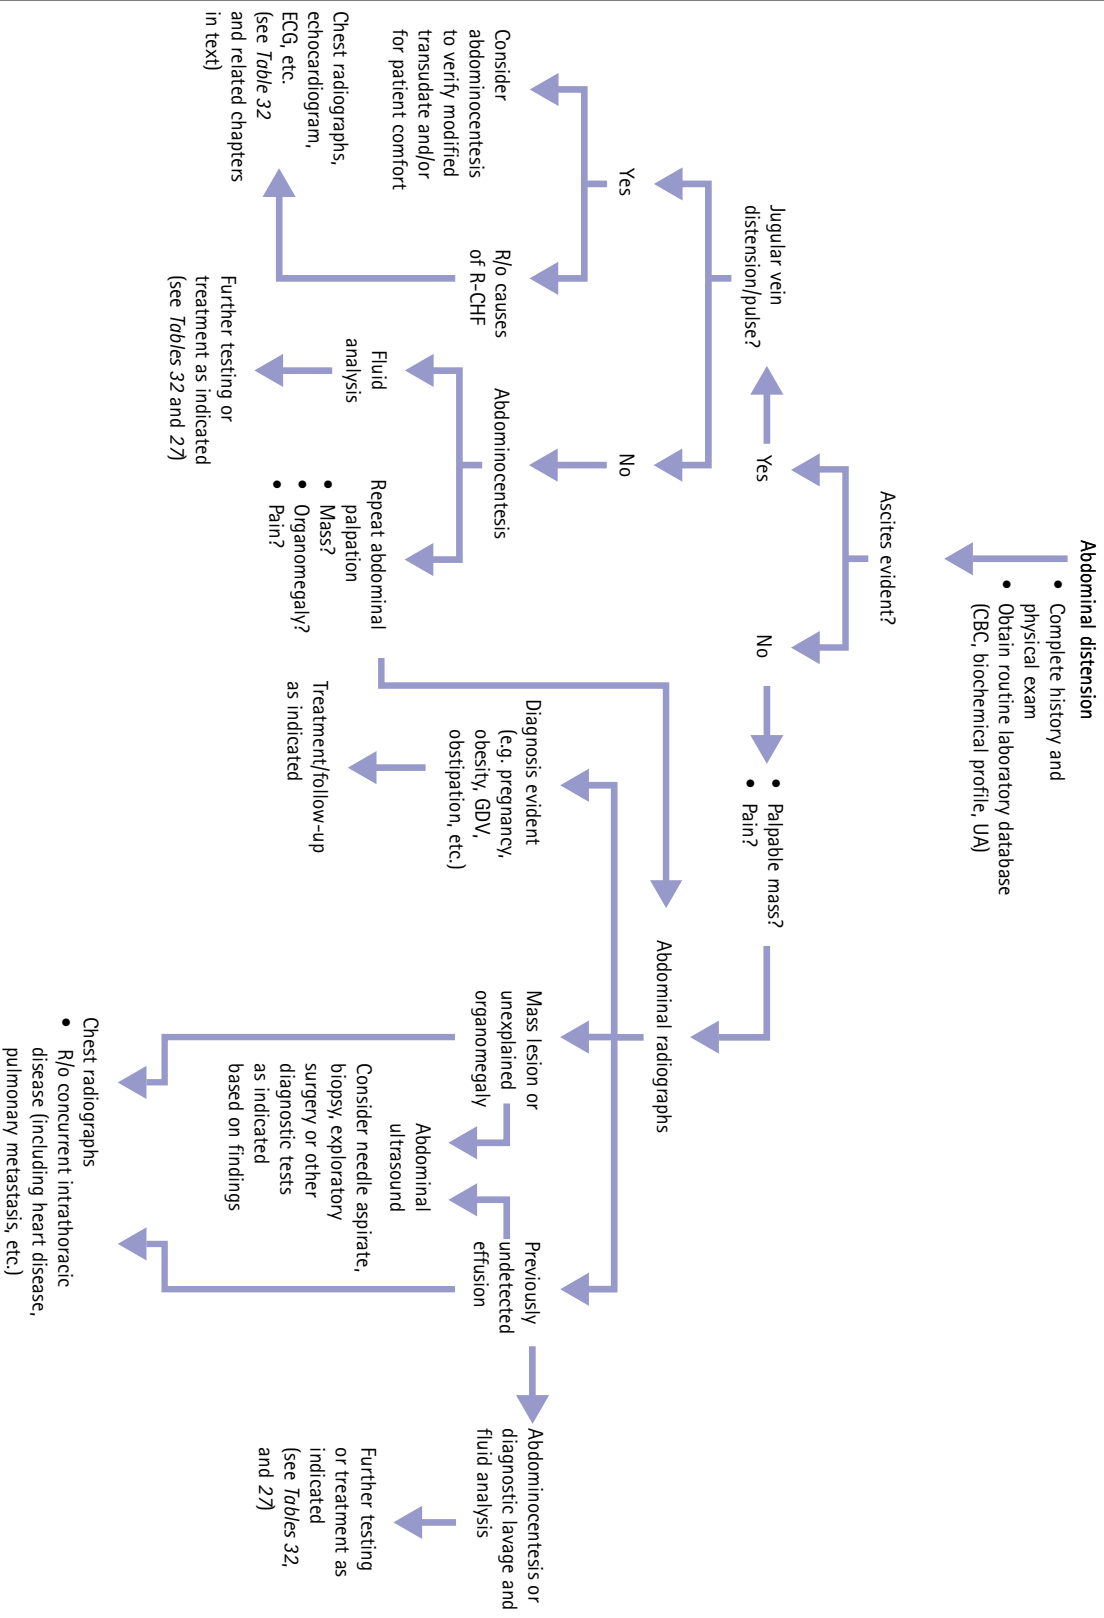 Abdominal distension
• Complete history and
physical exam
• Obtain routine laboratory database
(CBC, biochemical profile, UA)
Ascites evident?
Yes
No
Jugular vein
distension/pulse?
• Palpable mass?
• Pain?
Yes
No
Abdominal radiographs
Consider
abdominocentesis
to verify modified
transudate and/or
for patient comfort
R/o causes
of R-CHF
Abdominocentesis
Diagnosis evident
(e.g. pregnancy,
obesity, GDV,
obstipation, etc.)
Mass lesion or
unexplained
organomegaly
Previously
undetected
effusion
Abdominocentesis or
diagnostic lavage and
fluid analysis
Chest radiographs,
echocardiogram,
ECG, etc.
(see Table 32
and related chapters
in text)
Fluid
analysis
Repeat abdominal
palpation
• Mass?
• Organomegaly?
• Pain?
Treatment/follow-up
as indicated
Abdominal
ultrasound
Consider needle aspirate,
biopsy, exploratory
surgery or other
diagnostic tests
as indicated
based on findings
Further testing
or treatment as
indicated
(see Tables 32,
and 27)
Further testing or
treatment as indicated
(see Tables 32 and 27)
Chest radiographs
• R/o concurrent intrathoracic
disease (including heart disease,
pulmonary metastasis, etc.)